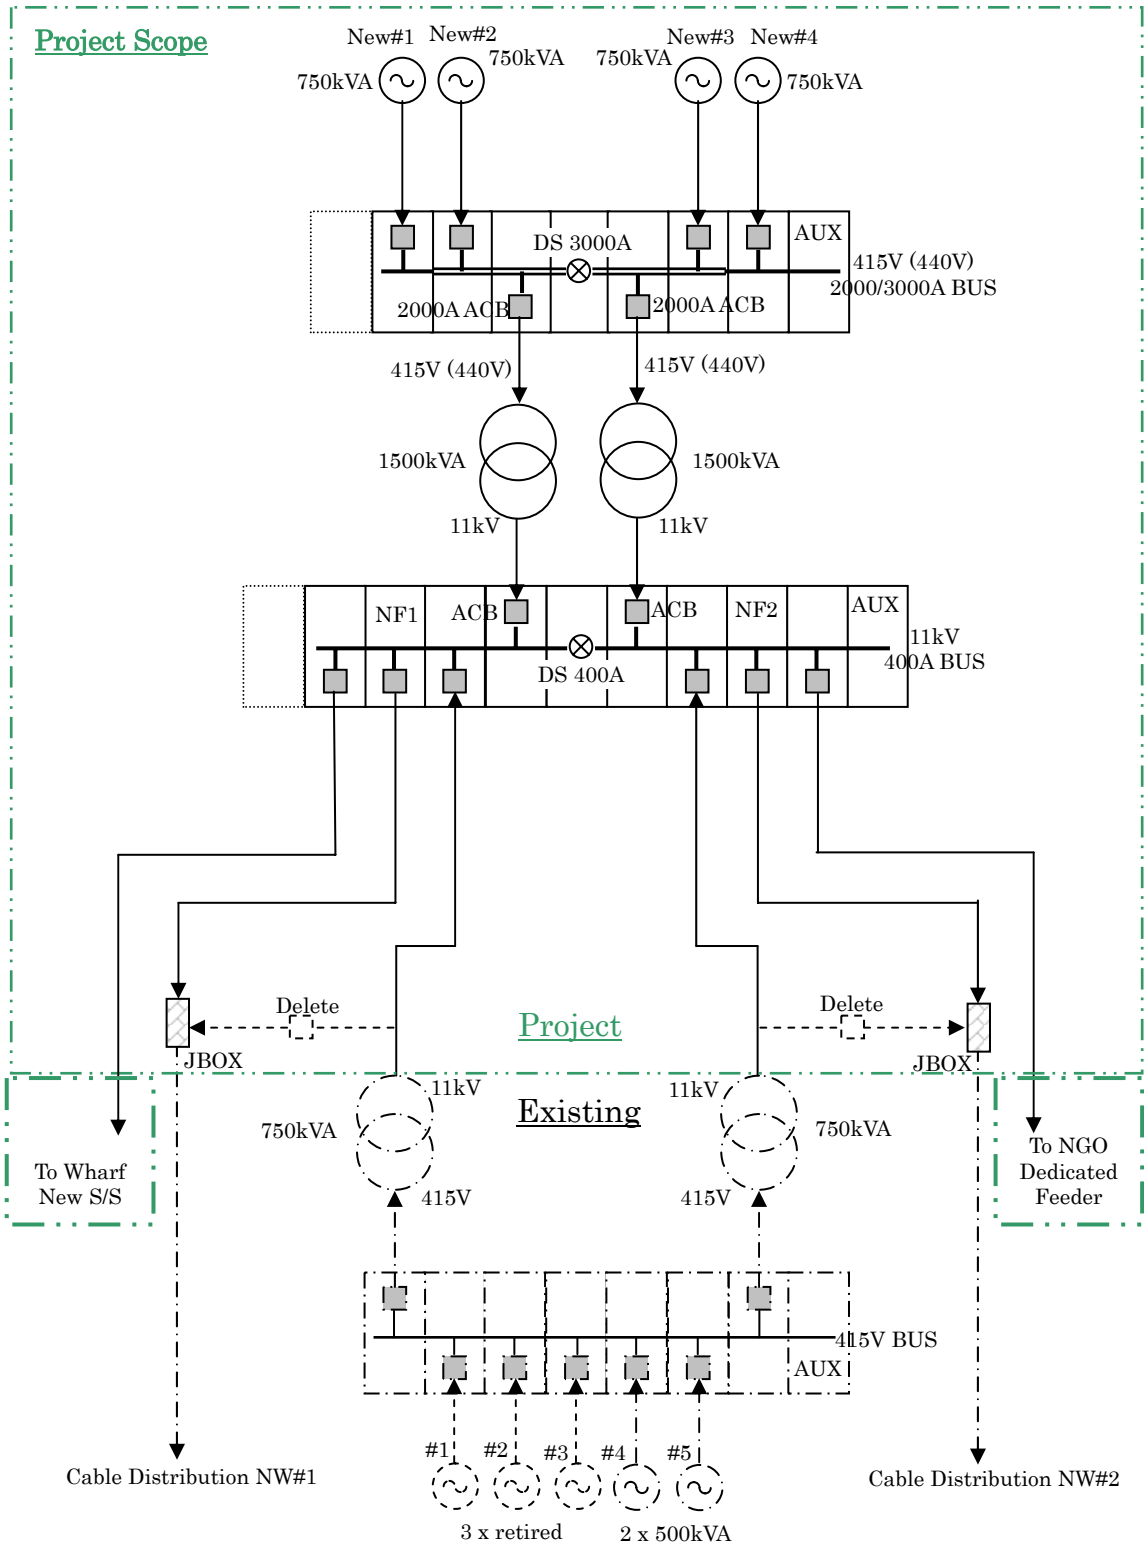 Project Scope
New#1
New#2
New#3
New#4
750kVA
750kVA
750kVA
750kVA
AUX
DS 3000A
415V (440V)
2000/3000A BUS
2000A ACB
2000A ACB
415V (440V)
415V (440V)
1500kVA
1500kVA
11kV
11kV
NF1
ACB
ACB
NF2
AUX
11kV
400A BUS
DS 400A
Delete
Delete
Project
JBOX
JBOX
11kV
11kV
Existing
750kVA
750kVA
To Wharf
New S/S
To NGO
Dedicated
Feeder
415V
415V
415V BUS
AUX
#1
#2
#3
#4
#5
Cable Distribution NW#1
Cable Distribution NW#2
3 x retired
2 x 500kVA